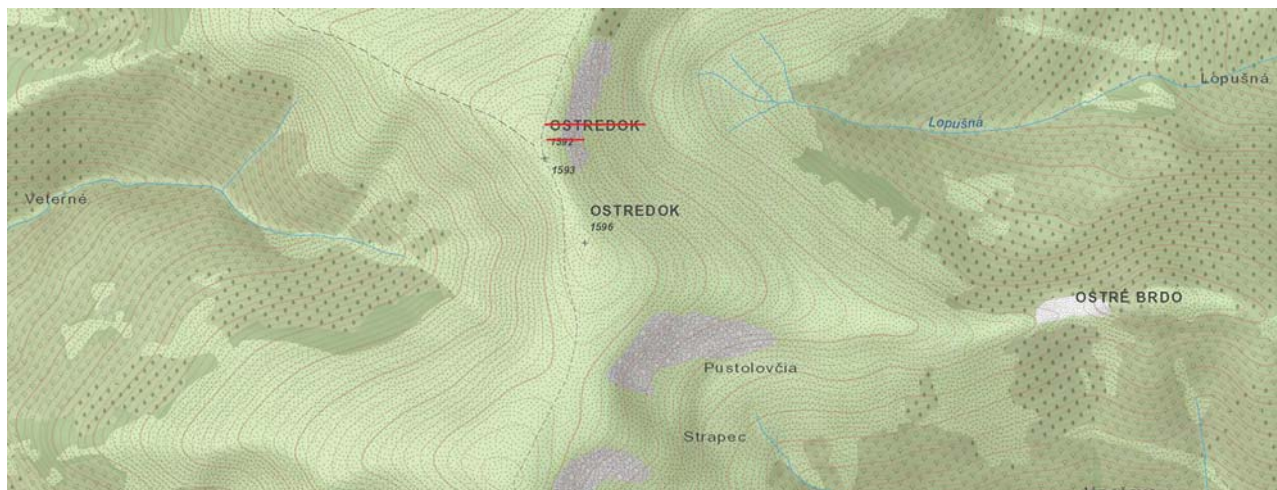 Lopušná
Lopušná
OSTREDOK
1592
1593
Veterné
OSTREDOK
1596
OSTRÉ BRDO
Pustolovčia
Strapec